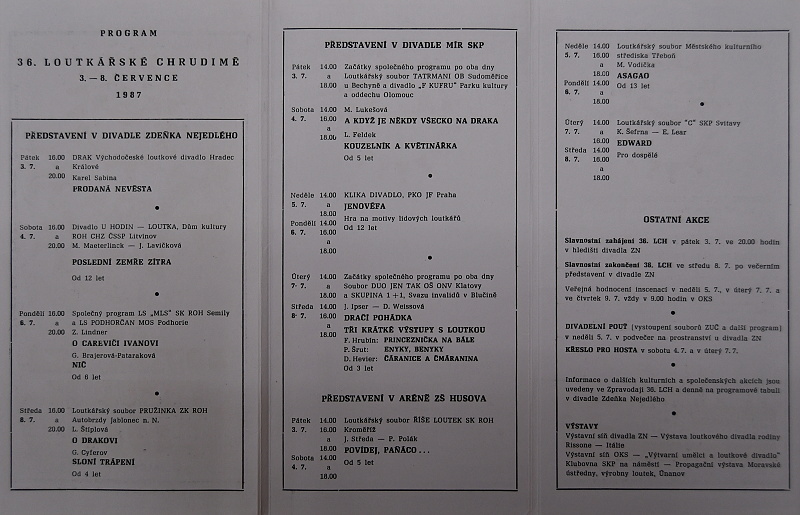 PROGRAM
36. LOUTKÁŘSKÉ CHRUDIMĚ
3.—8. ČERVENCE
1987
PŘEDSTAVENÍ V DIVADLE ZDEŇKA NEJEDLÉHO
Pátek 16.00 DRAK Východočeské loutkové divadlo Hradec
3. 7. a Králové
20.00 Karel Sabina
PRODANÁ NEVĚSTA
Sobota 16.00 Divadlo U HODIN — LOUTKA, Dům kultury
4. 7. a ROH CHZ ČSSP Litvínov
20.00 M. Maeterlinck — J. Lavičková
POSLEDNÍ ZEMŘE ZÍTRA
Od 12 let
Pondělí 16.00 Společný program LS „MLS" SK ROH Semily
6. 7. a a LS PODHORČAN MOS Podhorie
20.00 Z. Lindner
O CAREVIČI IVANOVI
G. Brajerová-Pataraková
NIČ
Od 6 let
Středa 16.00 Loutkářský soubor PRUŽINKA ZK ROH
8. 7. a Autobrzdy Jablonec n. N.
20.00 L. Štíplová
O DRAKOVI
G. Cyferov
SLONÍ TRÁPENÍ
Od 4 let
PŘEDSTAVENÍ V DIVADLE MÍR SKP
Pátek 14.00 Začátky společného programu po oba dny
3. 7. a Loutkářský soubor TATRMANI OB Sudoměřice
18.00 u Bechyně a divadlo „F KUFRU" Parku kultury
a oddechu Olomouc
Sobota 14.00 M. Lukešová
4. 7. 16.00 A KDYŽ JE NĚKDY VŠECKO NA DRAKA
a L. Feldek
18.00 KOUZELNÍK A KVĚTINÁŘKA
Od 5 let
Neděle 14.00 KLIKA DIVADLO, PKO JF Praha
5. 7. a JENOVÉFA
18.00 Hra na motivy lidových loutkářů
Pondělí 14.00 Od 12 let
6. 7. 16.00
a
18.00
Úterý 14.00 Začátky společného programu po oba dny
7. 7. a Soubor DUO JEN TAK OŠ ONV Klatovy
18.00 a SKUPINA 1+1, Svazu invalidů v Blučině
Středa 14.00 J. Ipser — D. Weissová
8. 7. 16.00 DRAČÍ POHÁDKA
a TŘI KRÁTKÉ VÝSTUPY S LOUTKOU
18.00 F. Hrubín: PRINCEZNIČKA NA BÁLE
P. Šrut: ENYKY, BENYKY
D. Hevier: ČÁRANICE A ČMÁRANINA
Od 3 let
PŘEDSTAVENÍ V ARÉNĚ ZŠ HUSOVA
Pátek 14.00 Loutkářský soubor ŘÍŠE LOUTEK SK ROH
3. 7. 16.00 Kroměříž
a J. Středa — P. Polák
18.00 POVÍDEJ, PAŇÁCO...
Sobota 14.00 Od 5 let
4. 7. a
18.00
Neděle 14.00 Loutkářský soubor Městského kulturního
5. 7. 16.00 střediska Třeboň
a M. Vodička
18.00 ASAGAO
Pondělí 14.00 Od 13 let
6. 7. a
18.00
Úterý 14.00 Loutkářský soubor "C" SKP Svitavy
7. 7. a K. Šefrna — E. Lear
18.00 EDWARD
Středa 14.00 Pro dospělé
8. 7. 16.00
a
18.00
OSTATNÍ AKCE
Slavnostní zahájení 36. LCH v pátek 3. 7. ve 20.00 hodin
v hledišti divadla ZN
Slavnostní zakončení 36. LCH ve středu 8. 7. po večerním
představení v divadle ZN
Veřejná hodnocení inscenací v neděli 5. 7., v úterý 7. 7. a
ve čtvrtek 9. 7. vždy v 9.00 hodin v OKS
DIVADELNÍ POUŤ (vystoupení souborů ZUČ a další program)
v neděli 5. 7. v podvečer na prostranství u divadla ZN
KŘESLO PRO HOSTA v sobotu 4. 7. a v úterý 7. 7.
Informace o dalších kulturních a společenských akcích jsou
uvedeny ve Zpravodaji 36. LCH a denně na programové tabuli
v divadle Zdeňka Nejedlého
VÝSTAVY
Výstavní síň divadla ZN — Výstava loutkového divadla rodiny
Rissone — Itálie
Výstavní síň OKS — „Výtvarní umělci a loutkové divadlo"
Klubovna SKP na náměstí — Propagační výstava Moravské
ústředny, výrobny loutek, Únanov